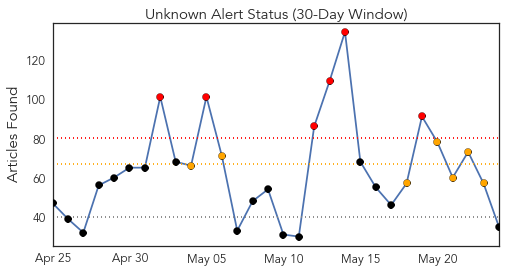 Unknown Alert Status (30-Day Window)
Articles Found
120
100
80
60
40
Apr 25
Apr 30
May 05
May 10
May 15
May 20